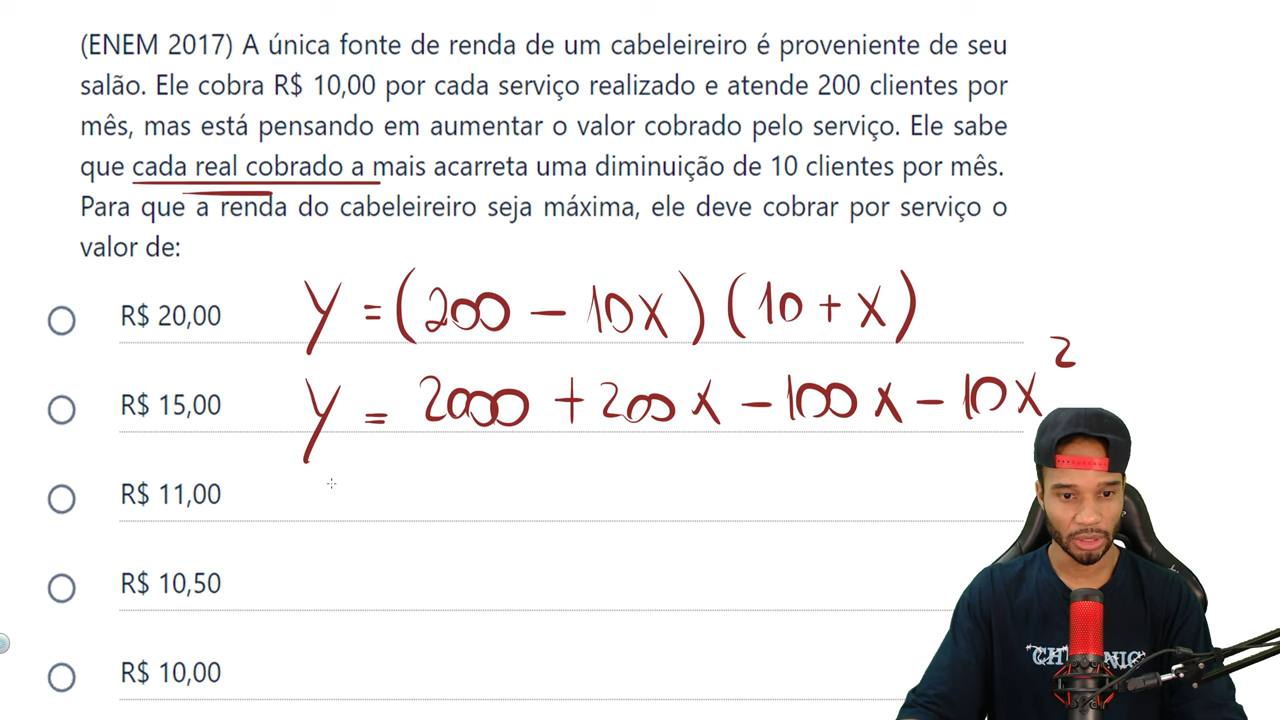 (ENEM 2017) A única fonte de renda de um cabeleireiro é proveniente de seu
salão. Ele cobra R$ 10,00 por cada serviço realizado e atende 200 clientes por
mês, mas está pensando em aumentar o valor cobrado pelo serviço. Ele sabe
que cada real cobrado a mais acarreta uma diminuição de 10 clientes por mês.
Para que a renda do cabeleireiro seja máxima, ele deve cobrar por serviço o
valor de:
R$ 20,00
y = (200 - 10x) (10 + x)
R$ 15,00
y = 2000 + 200x - 100x - 10x²
R$ 11,00
R$ 10,50
R$ 10,00